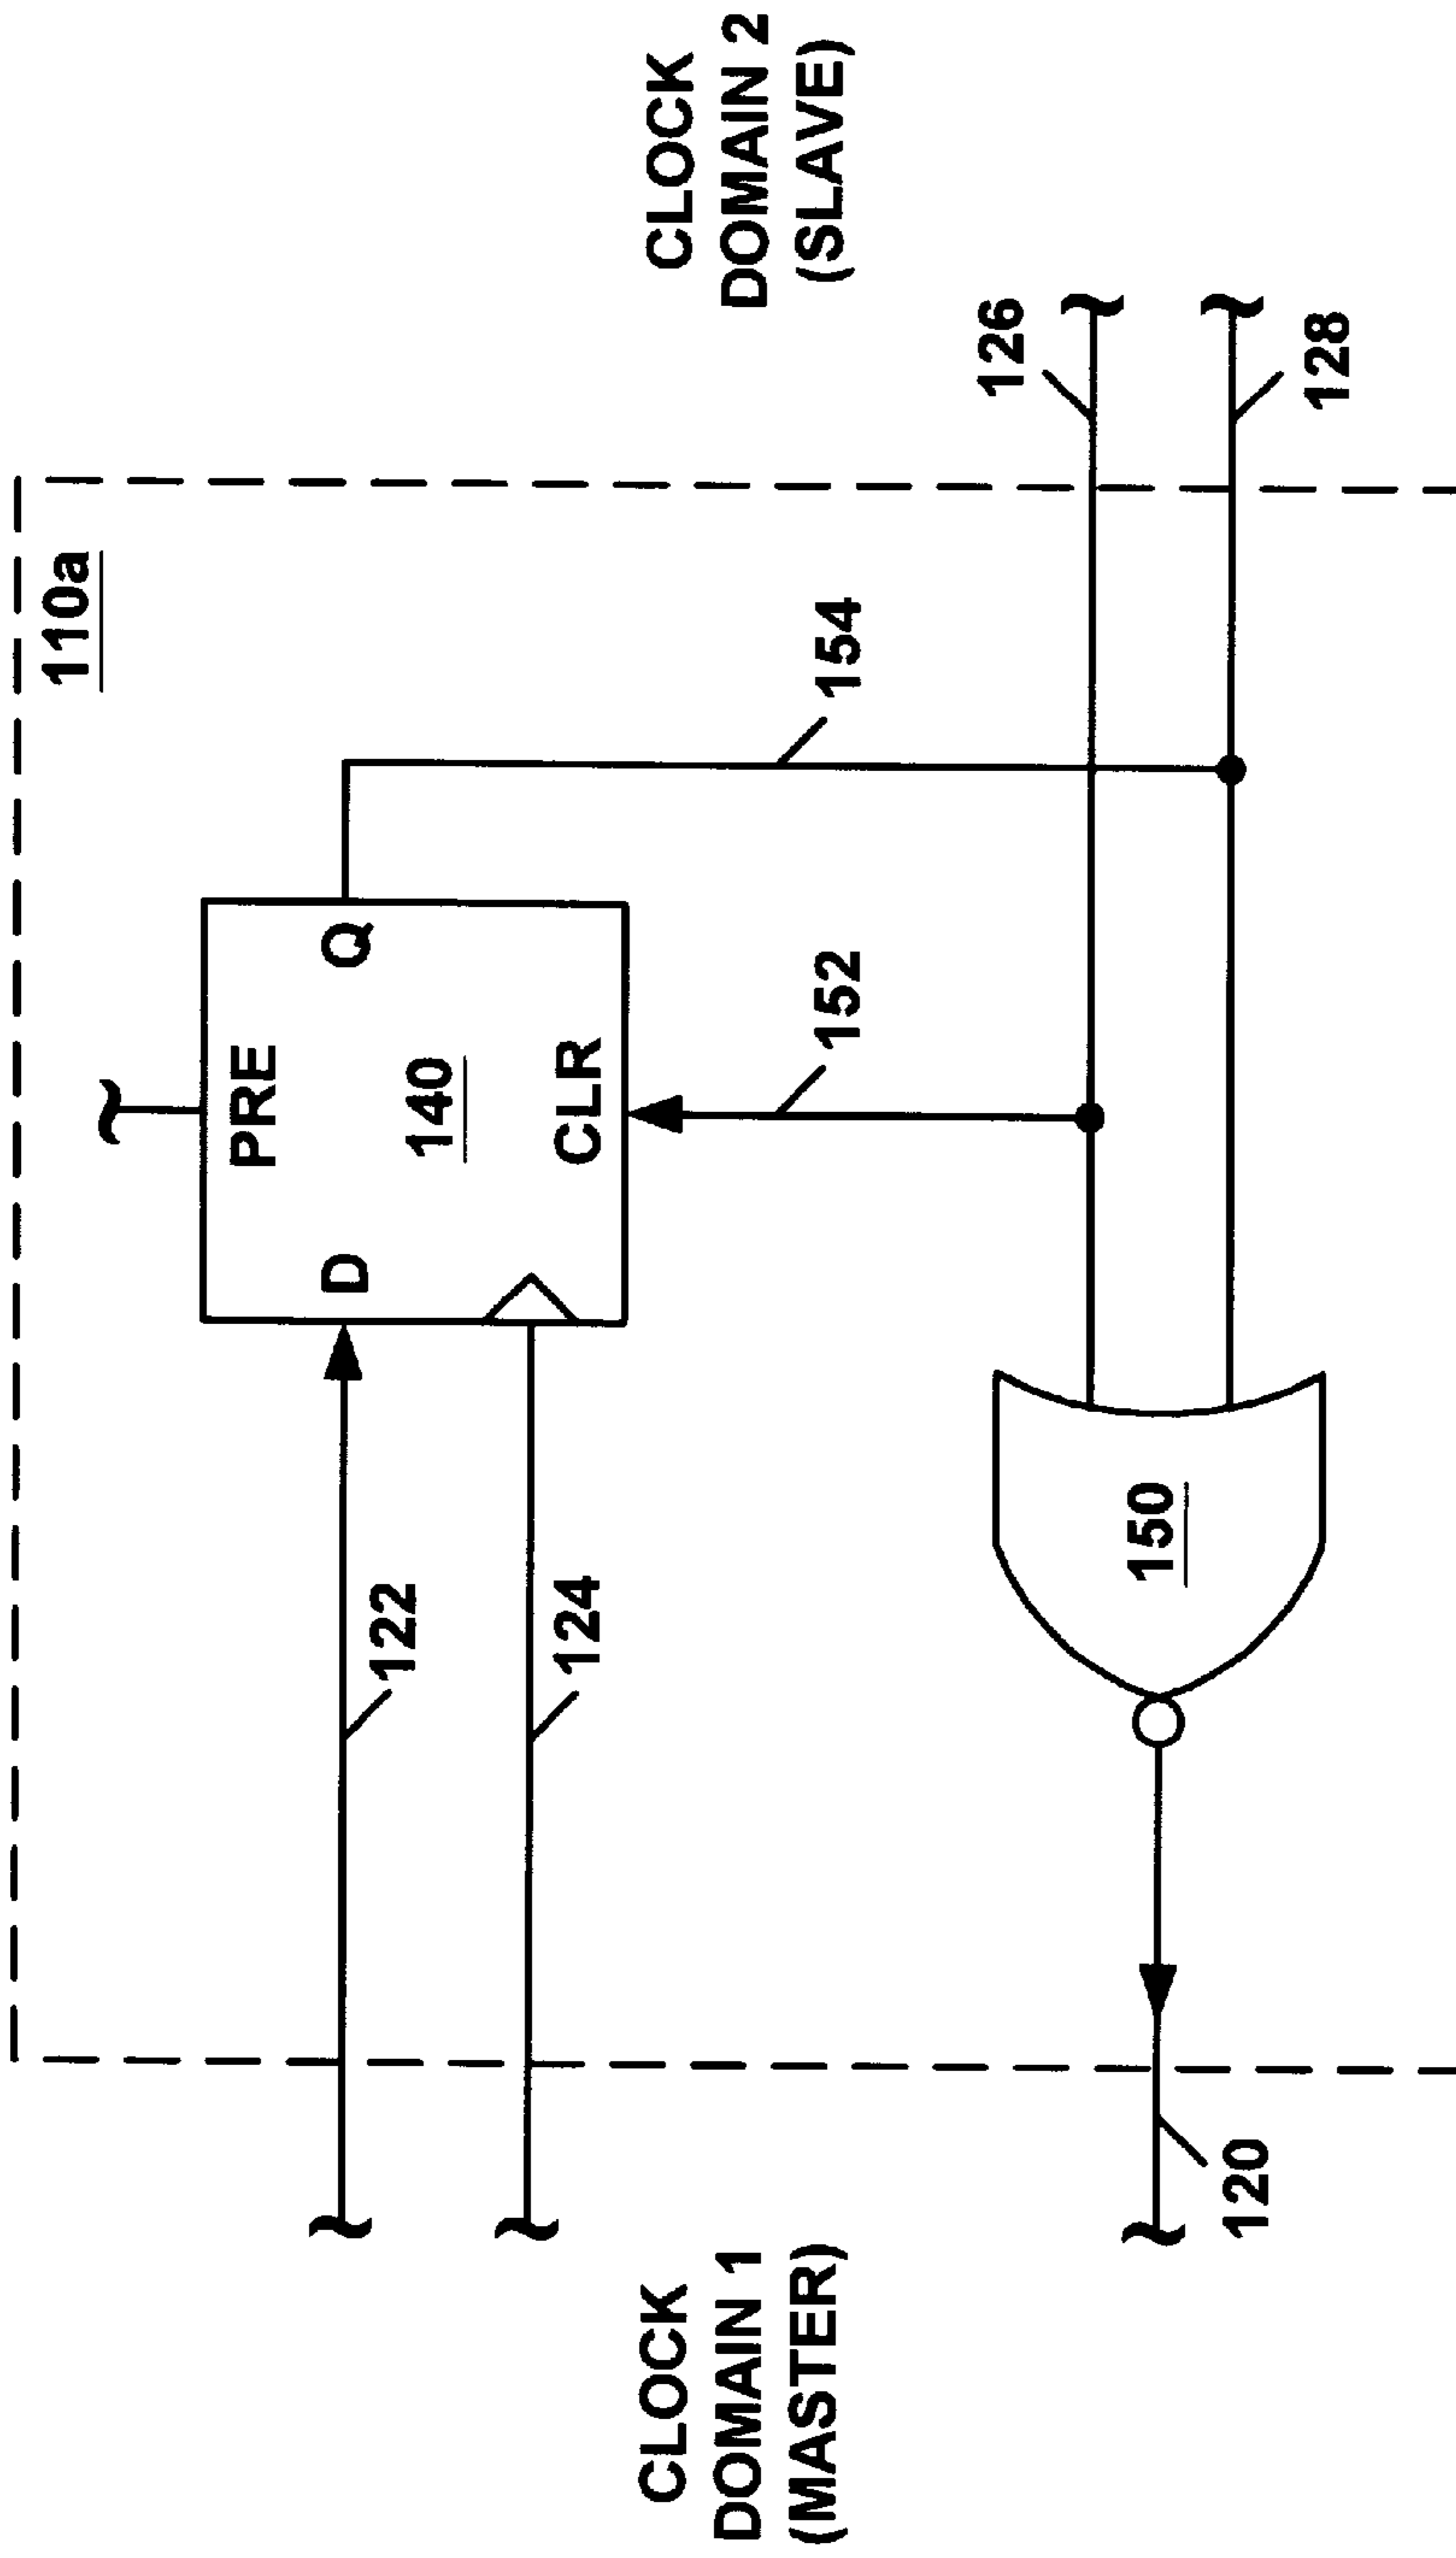 110a
CLOCK
DOMAIN 1
(MASTER)
CLOCK
DOMAIN 2
(SLAVE)
122
124
D
PRE
Q
140
CLR
152
154
126
128
150
120